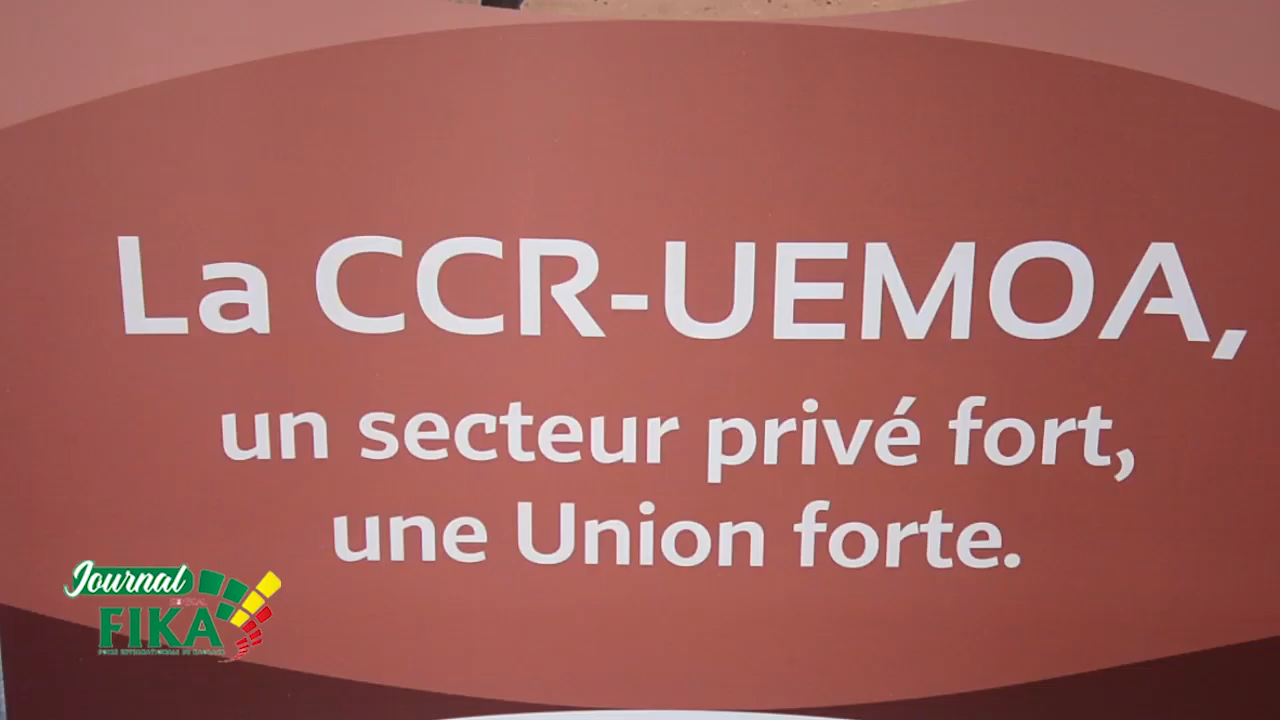 La CCR-UEMOA,
un secteur privé fort,
une Union forte.
Journal
FIKA